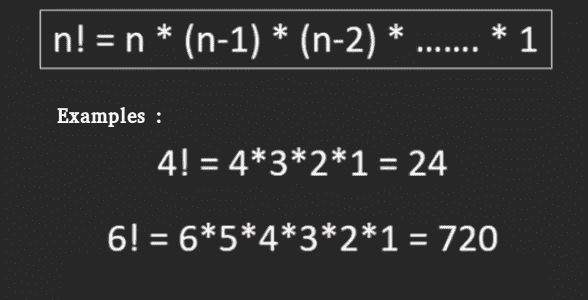 n! = n * (n-1) * (n-2) * ....... * 1
Examples :
4! = 4*3*2*1 = 24
6! = 6*5*4*3*2*1 = 720